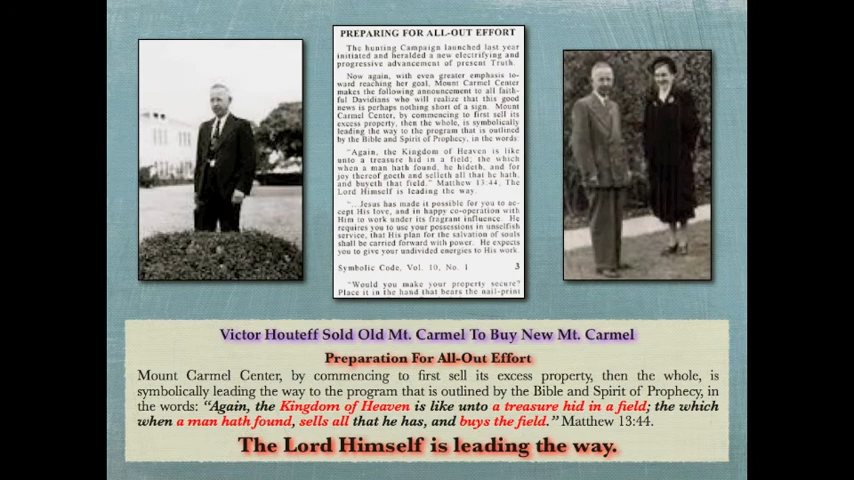 PREPARING FOR ALL-OUT EFFORT
The hunting Campaign launched last year
initiated and heralded a new electrifying and
progressive advancement of present Truth.
Now again, with even greater emphasis to-
ward reaching her goal, Mount Carmel Center
makes the following announcement to all faith-
ful Davidians who will realize that this good
news is perhaps nothing short of a sign. Mount
Carmel Center, by commencing to first sell its
excess property, then the whole, is symbolically
leading the way to the program that is outlined
by the Bible and Spirit of Prophecy, in the words:
"Again, the Kingdom of Heaven is like
unto a treasure hid in a field; the which
when a man hath found, he hideth, and for
joy thereof goeth and selleth all that he hath,
and buyeth that field." Matthew 13:44, The
Lord Himself is leading the way.
"...Jesus has made it possible for you to ac-
cept His love, and in happy co-operation with
Him to work under its fragrant influence. He
requires you to use your possessions in unselfish
service, that His plan for the salvation of souls
shall be carried forward with power. He expects
you to give your undivided energies to His work.
Symbolic Code, Vol. 10, No. 1 3
"Would you make your property secure?
Place it in the hand that bears the nail-print
Victor Houteff Sold Old Mt. Carmel To Buy New Mt. Carmel
Preparation For All-Out Effort
Mount Carmel Center, by commencing to first sell its excess property, then the whole, is
symbolically leading the way to the program that is outlined by the Bible and Spirit of Prophecy, in
the words: “Again, the Kingdom of Heaven is like unto a treasure hid in a field; the which
when a man hath found, sells all that he has, and buys the field.” Matthew 13:44.
The Lord Himself is leading the way.